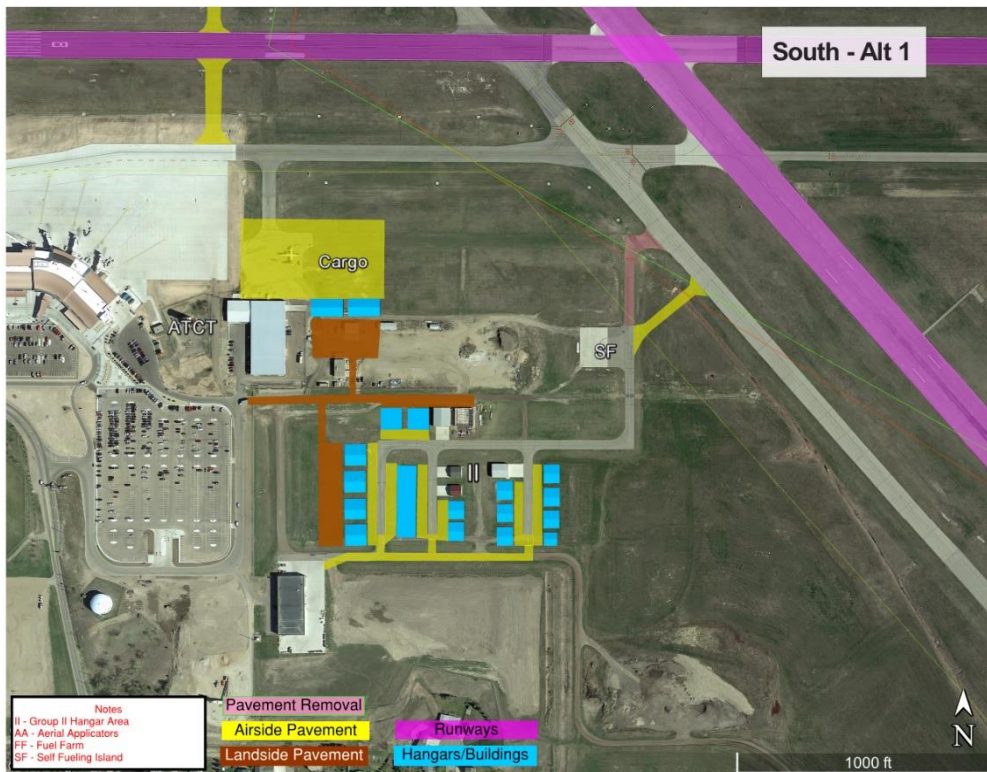 South - Alt 1
Cargo
ATCT
SF
II
Notes
II - Group II Hangar Area
AA - Aerial Applicators
FF - Fuel Farm
SF - Self Fueling Island
Pavement Removal
Airside Pavement
Landside Pavement
Runways
Hangars/Buildings
1000 ft
N